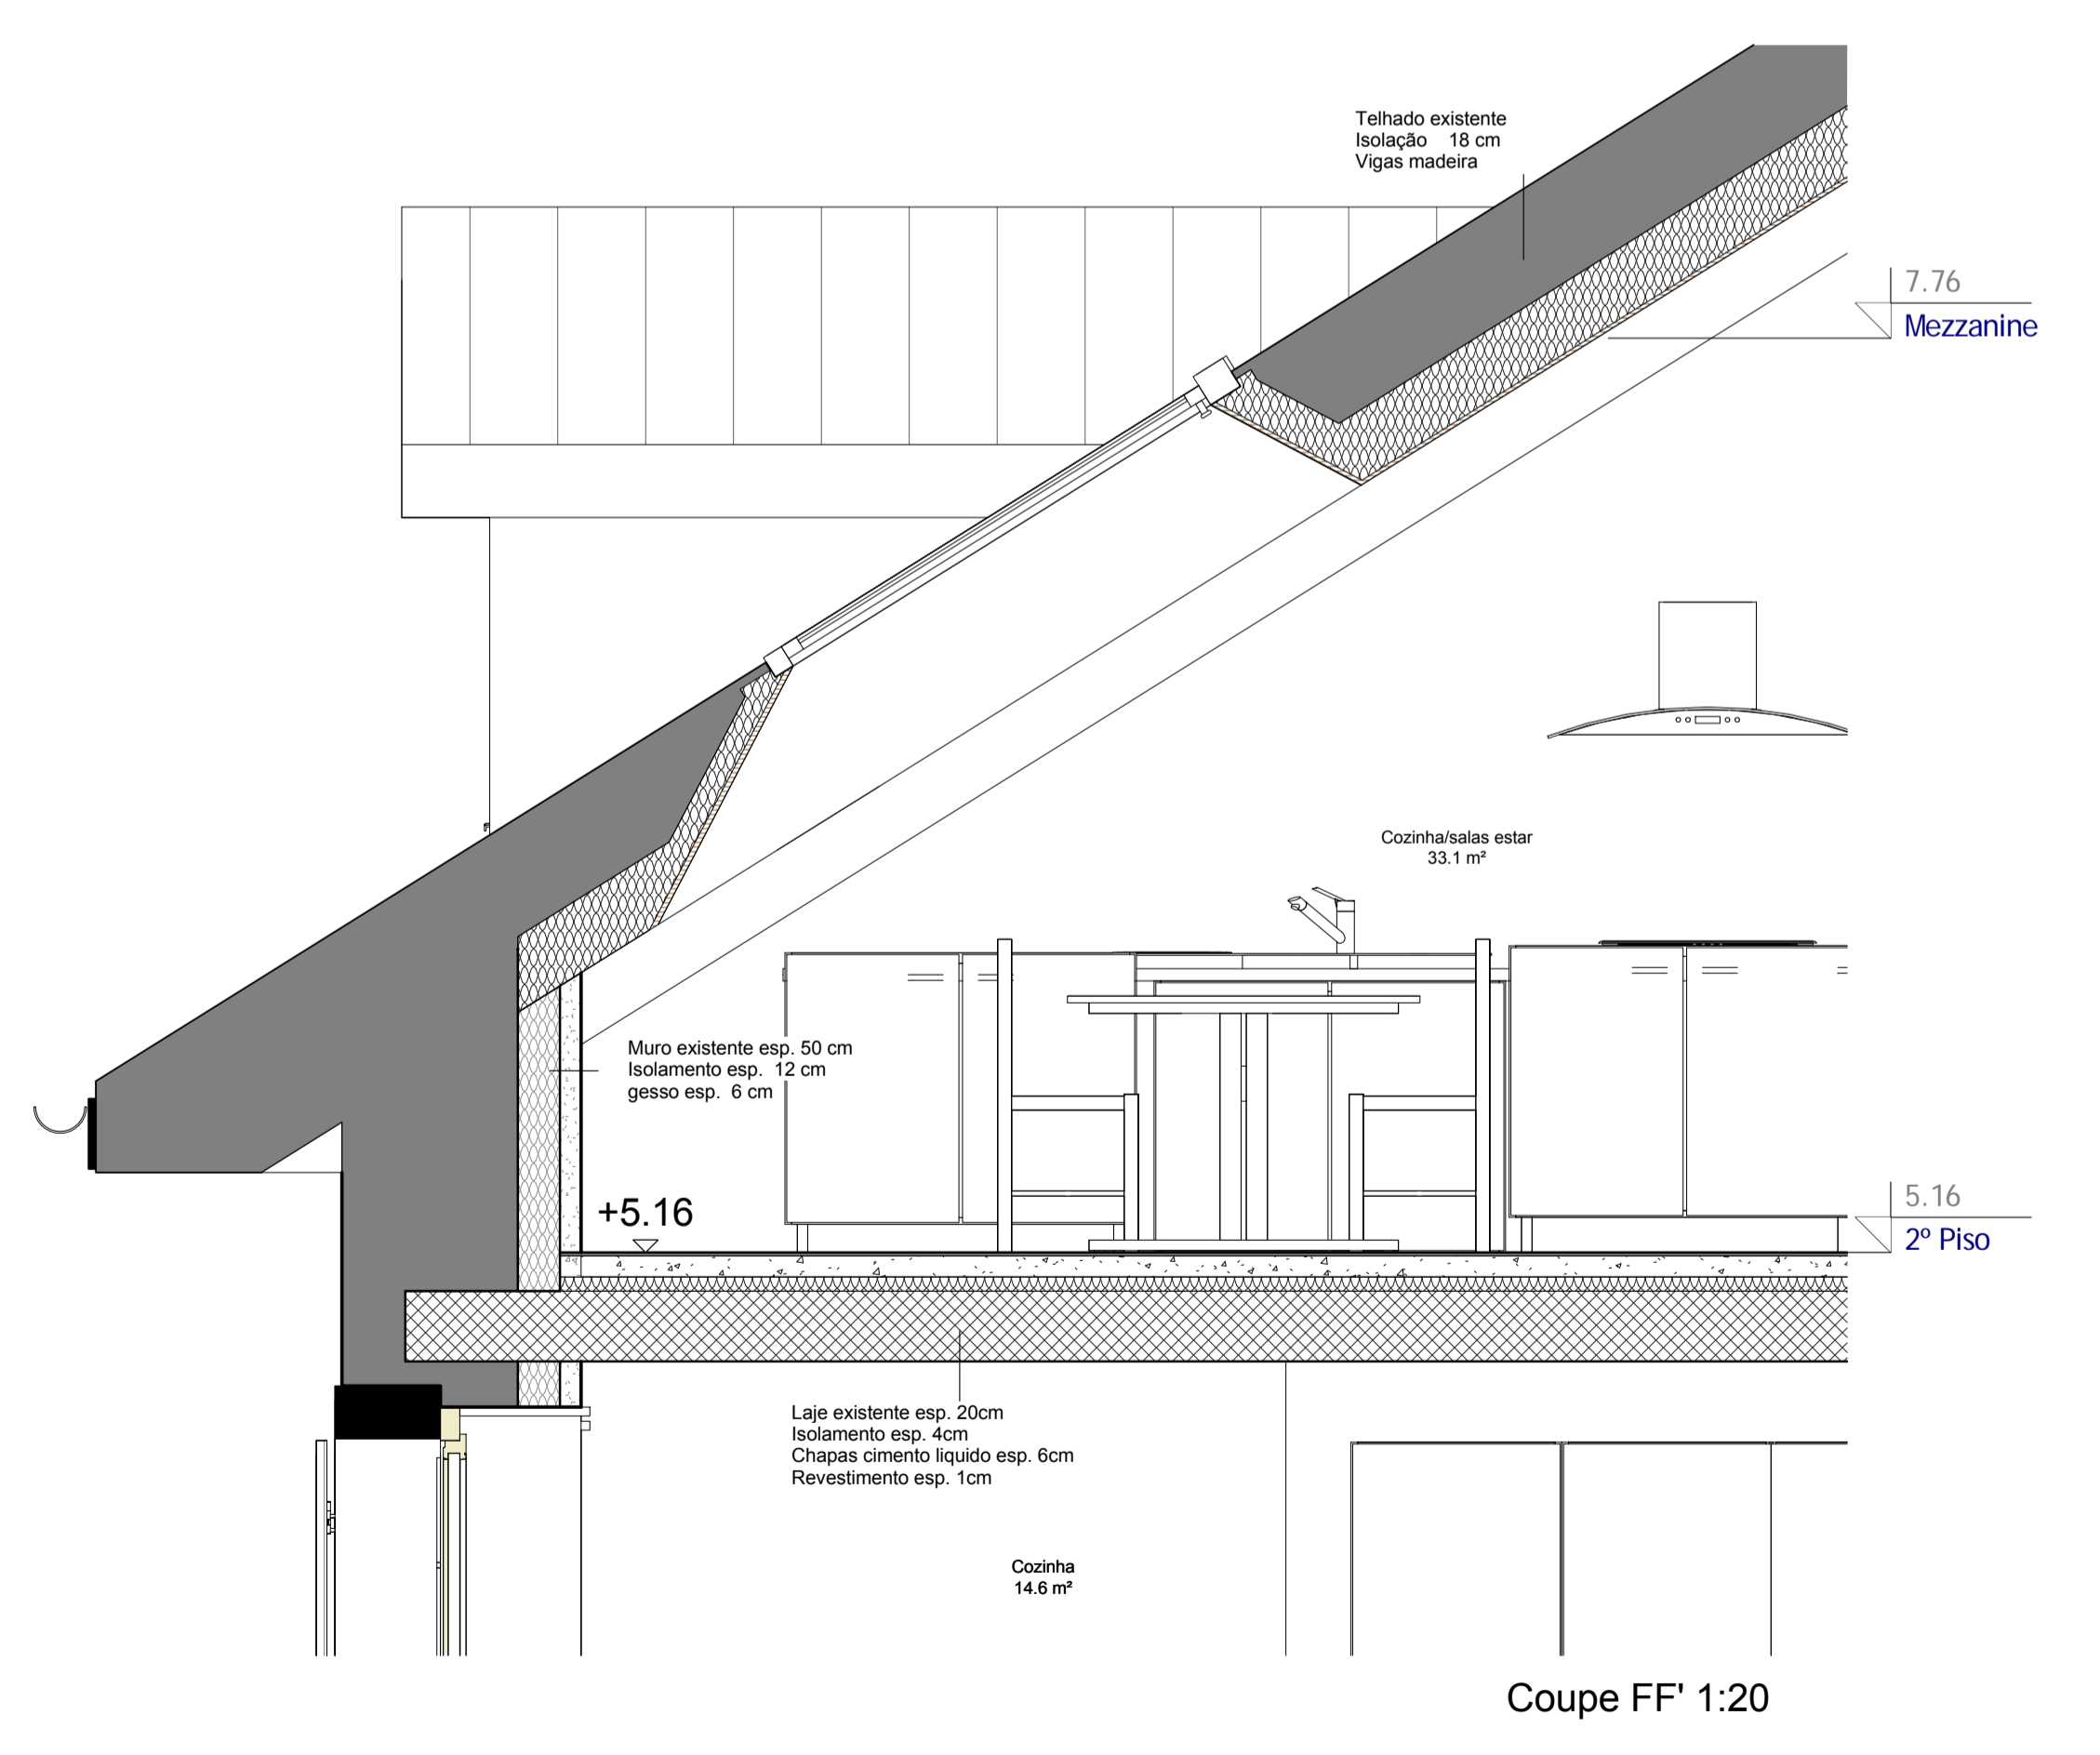 Telhado existente
Isolação 18 cm
Vigas madeira
7.76
Mezzanine
Cozinha/salas estar
33.1 m²
Muro existente esp. 50 cm
Isolamento esp. 12 cm
gesso esp. 6 cm
+5.16
5.16
2º Piso
Laje existente esp. 20cm
Isolamento esp. 4cm
Chapas cimento liquido esp. 6cm
Revestimento esp. 1cm
Cozinha
14.6 m²
Coupe FF' 1:20